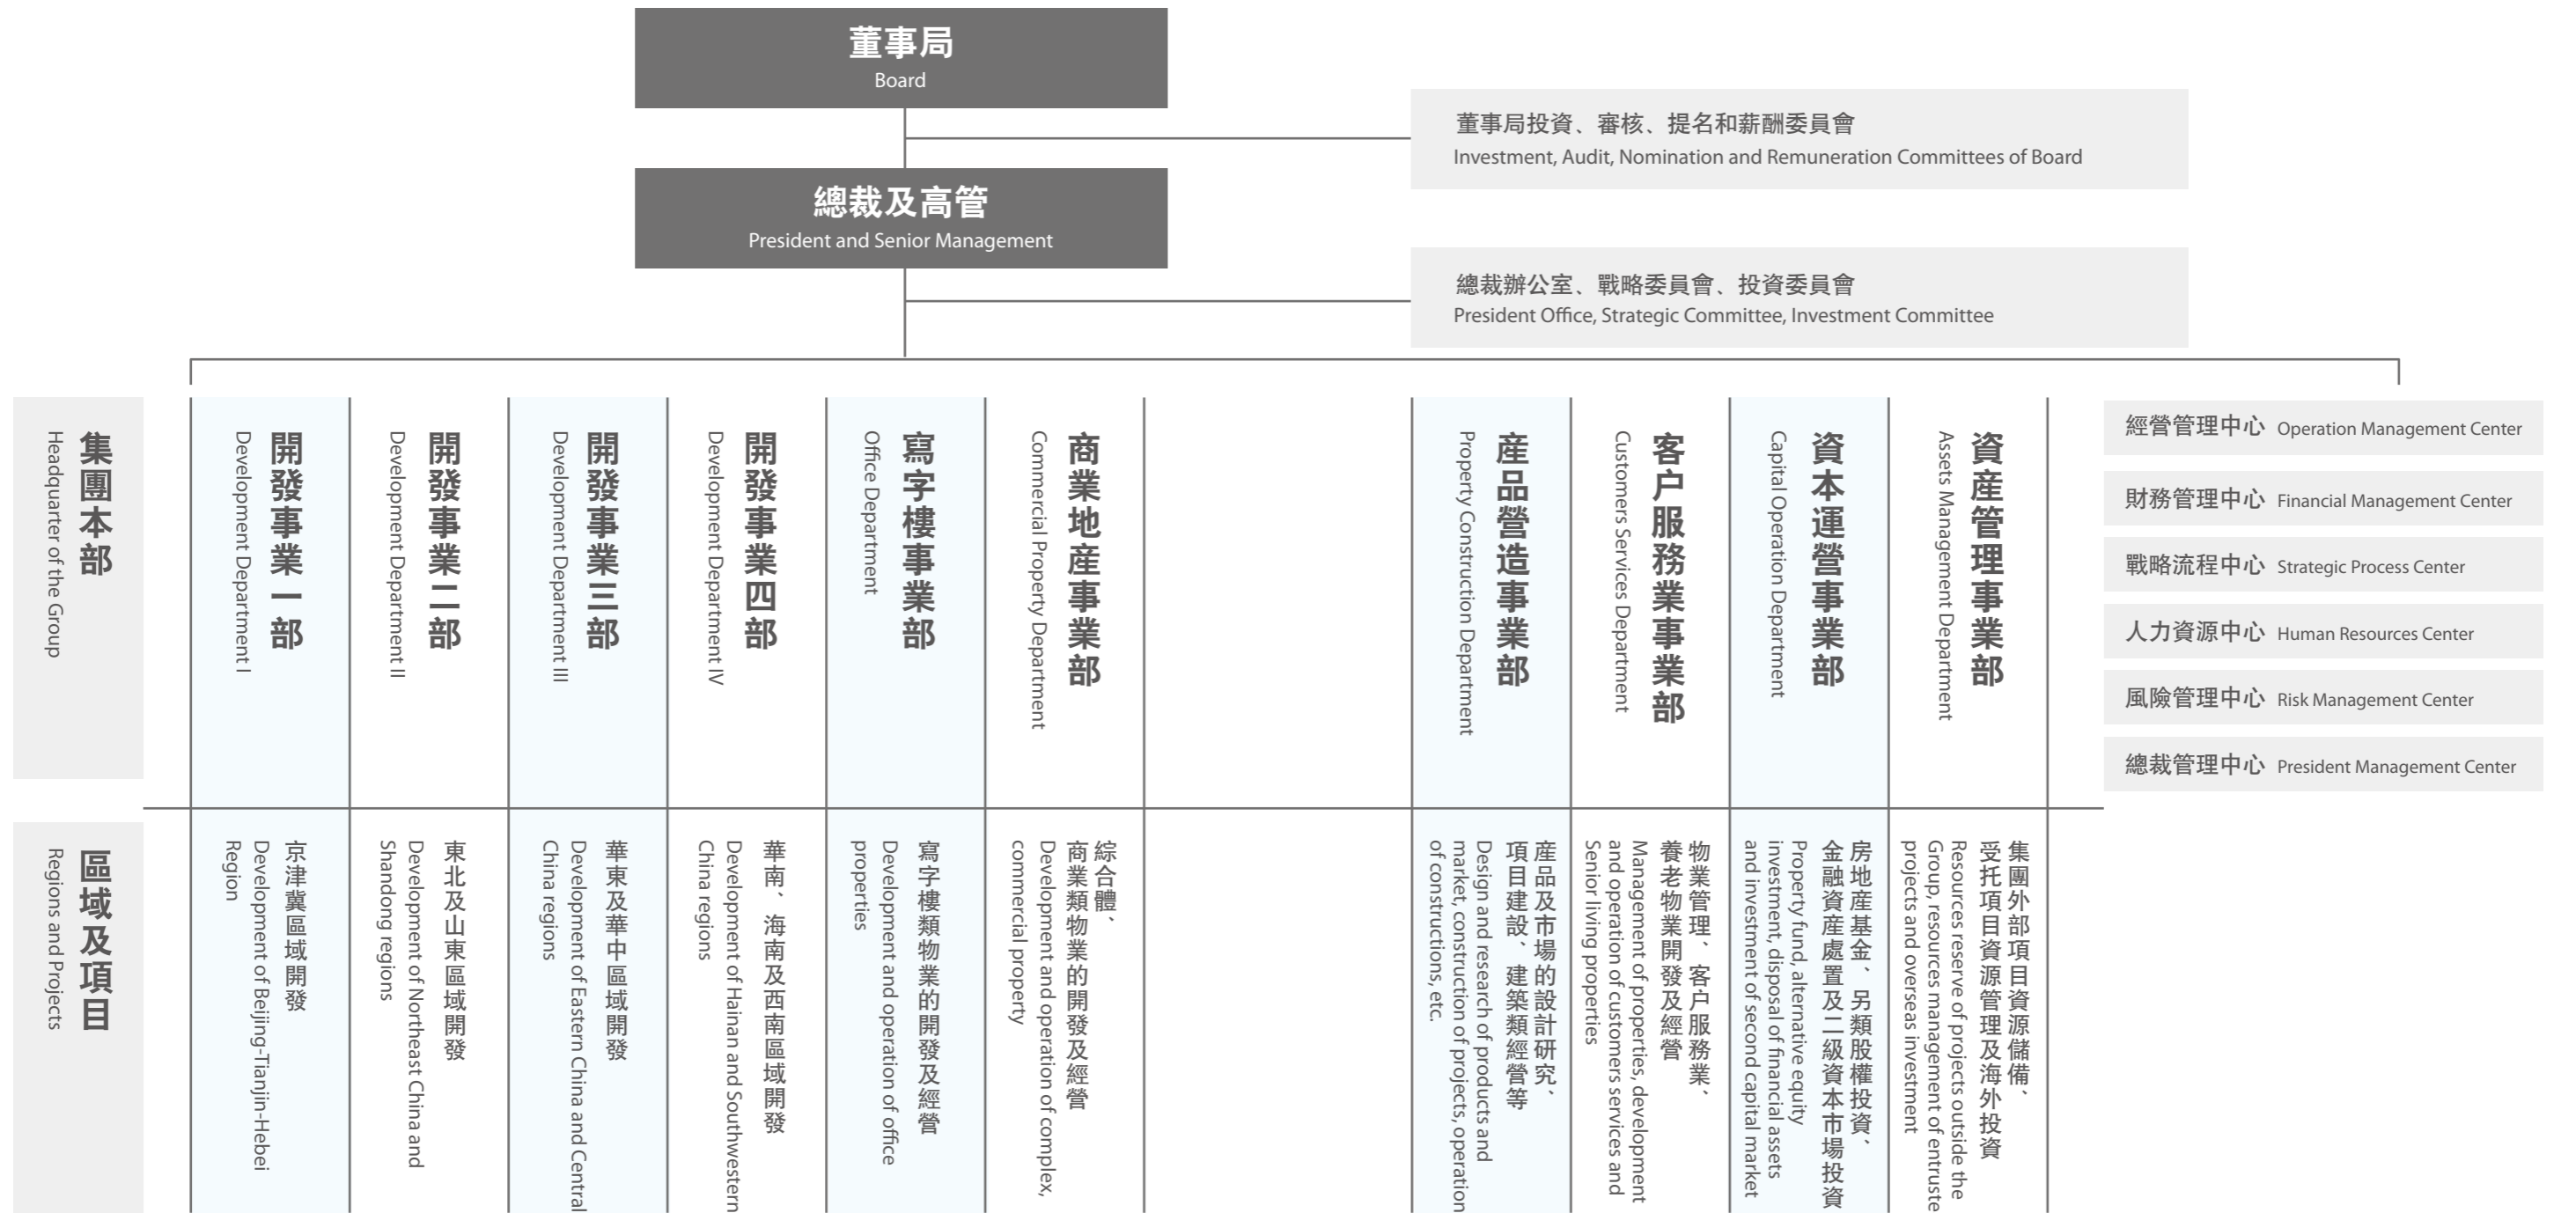 董事局
Board
董事局投資、審核、提名和薪酬委員會
Investment, Audit, Nomination and Remuneration Committees of Board
總裁及高管
President and Senior Management
總裁辦公室、戰略委員會、投資委員會
President Office, Strategic Committee, Investment Committee
集團本部
Headquarter of the Group
開發事業一部
Development Department I
開發事業二部
Development Department II
開發事業三部
Development Department III
開發事業四部
Development Department IV
寫字樓事業部
Office Department
商業地産事業部
Commercial Property Department
産品營造事業部
Property Construction Department
客户服務業事業部
Customers Services Department
資本運營事業部
Capital Operation Department
資産管理事業部
Assets Management Department
經營管理中心 Operation Management Center
財務管理中心 Financial Management Center
戰略流程中心 Strategic Process Center
人力資源中心 Human Resources Center
風險管理中心 Risk Management Center
總裁管理中心 President Management Center
區域及項目
Regions and Projects
京津冀區域開發
Development of Beijing-Tianjin-Hebei
Region
東北及山東區域開發
Development of Northeast China and
Shandong regions
華東及華中區域開發
Development of Eastern China and Central
China regions
華南、海南及西南區域開發
Development of Hainan and Southwestern
China regions
寫字樓類物業的開發及經營
Development and operation of office
properties
綜合體、
商業類物業的開發及經營
Development and operation of complex,
commercial property
産品及市場的設計研究、
項目建設、建築類經營等
Design and research of products and
market, construction of projects, operation
of constructions, etc.
物業管理、客户服務業、
養老物業開發及經營
Management of properties, development
and operation of customers services and
Senior living properties
房地産基金、另類股權投資、
金融資産處置及二級資本市場投資
Property fund, alternative equity
investment, disposal of financial assets
and investment of second capital market
集團外部項目資源儲備、
受托項目資源管理及海外投資
Resources reserve of projects outside the
Group, resources management of entruste
projects and overseas investment